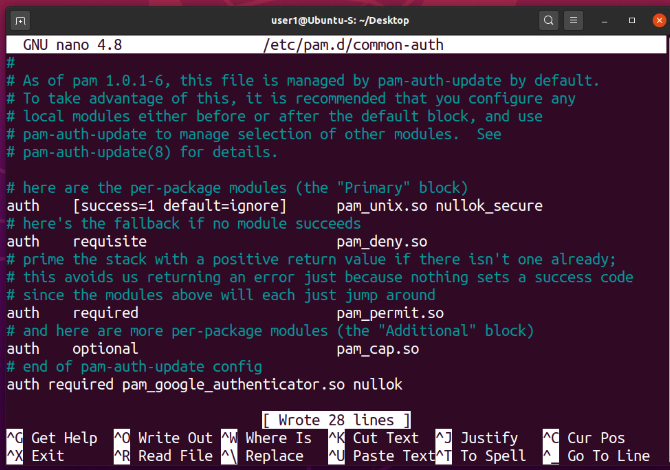 user1@Ubuntu-S: ~/Desktop
GNU nano 4.8 /etc/pam.d/common-auth
#
# As of pam 1.0.1-6, this file is managed by pam-auth-update by default.
# To take advantage of this, it is recommended that you configure any
# local modules either before or after the default block, and use
# pam-auth-update to manage selection of other modules.  See
# pam-auth-update(8) for details.
# here are the per-package modules (the "Primary" block)
auth    [success=1 default=ignore]      pam_unix.so nullok_secure
# here's the fallback if no module succeeds
auth    requisite                       pam_deny.so
# prime the stack with a positive return value if there isn't one already;
# this avoids us returning an error just because nothing sets a success code
# since the modules above will each just jump around
auth    required                        pam_permit.so
# and here are more per-package modules (the "Additional" block)
auth    optional                        pam_cap.so
# end of pam-auth-update config
auth required pam_google_authenticator.so nullok
[ Wrote 28 lines ]
^G Get Help  ^O Write Out ^W Where Is  ^K Cut Text  ^J Justify   ^C Cur Pos
^X Exit      ^R Read File ^\ Replace   ^U Paste Text^T To Spell  ^_ Go To Line